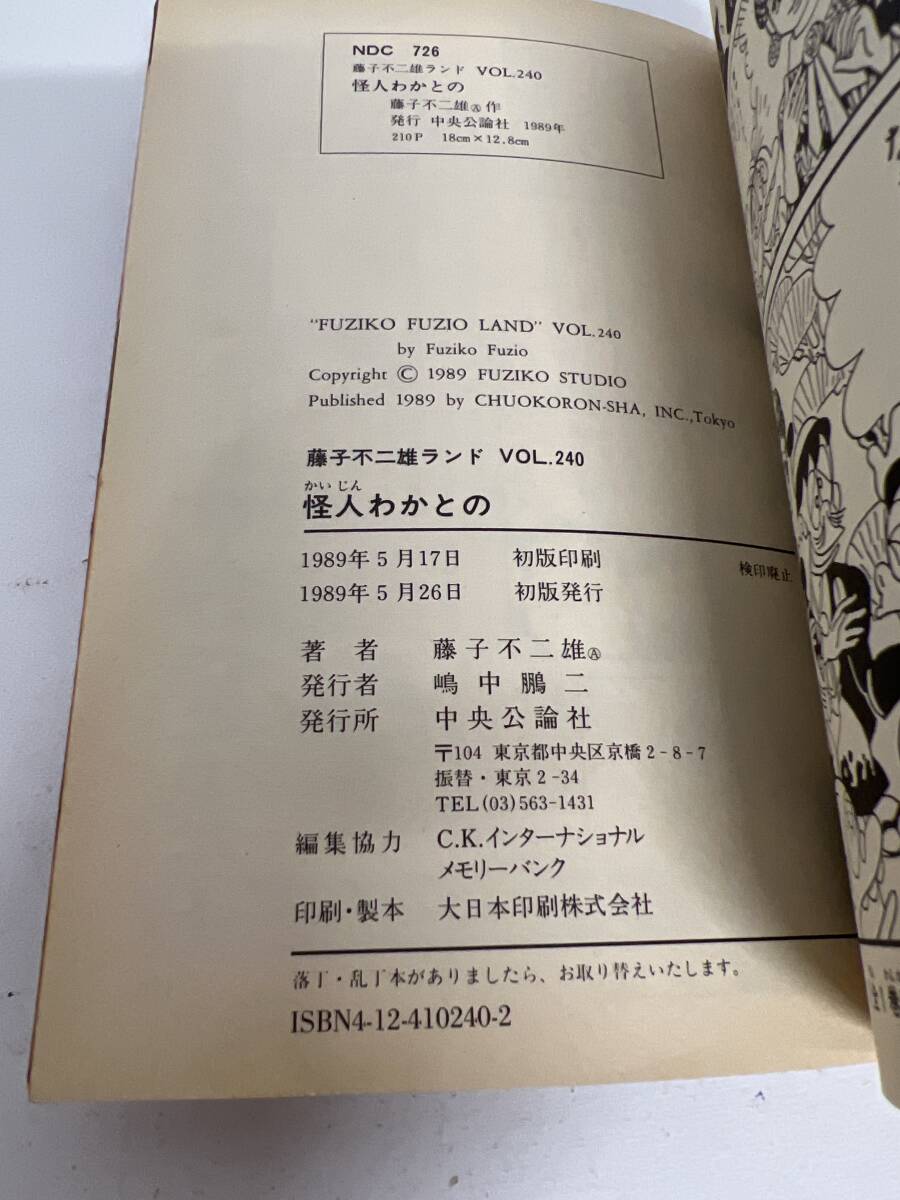 NDC 726
藤子不二雄ランド VOL.240
怪人わかとの
藤子不二雄Ⓐ作
発行 中央公論社 1989年
210P 18cm×12.8cm
"FUZIKO FUZIO LAND" VOL.240
by Fuziko Fuzio
Copyright © 1989 FUZIKO STUDIO
Published 1989 by CHUOKORON-SHA, INC.,Tokyo
藤子不二雄ランド VOL.240
かいじん
怪人わかとの
1989年5月17日 初版印刷
1989年5月26日 初版発行
検印廃止
著者 藤子不二雄Ⓐ
発行者 嶋中鵬二
発行所 中央公論社
〒104 東京都中央区京橋2-8-7
振替・東京2-34
TEL(03)563-1431
編集協力 C.K.インターナショナル
メモリーバンク
印刷・製本 大日本印刷株式会社
落丁・乱丁本がありましたら、お取り替えいたします。
ISBN4-12-410240-2